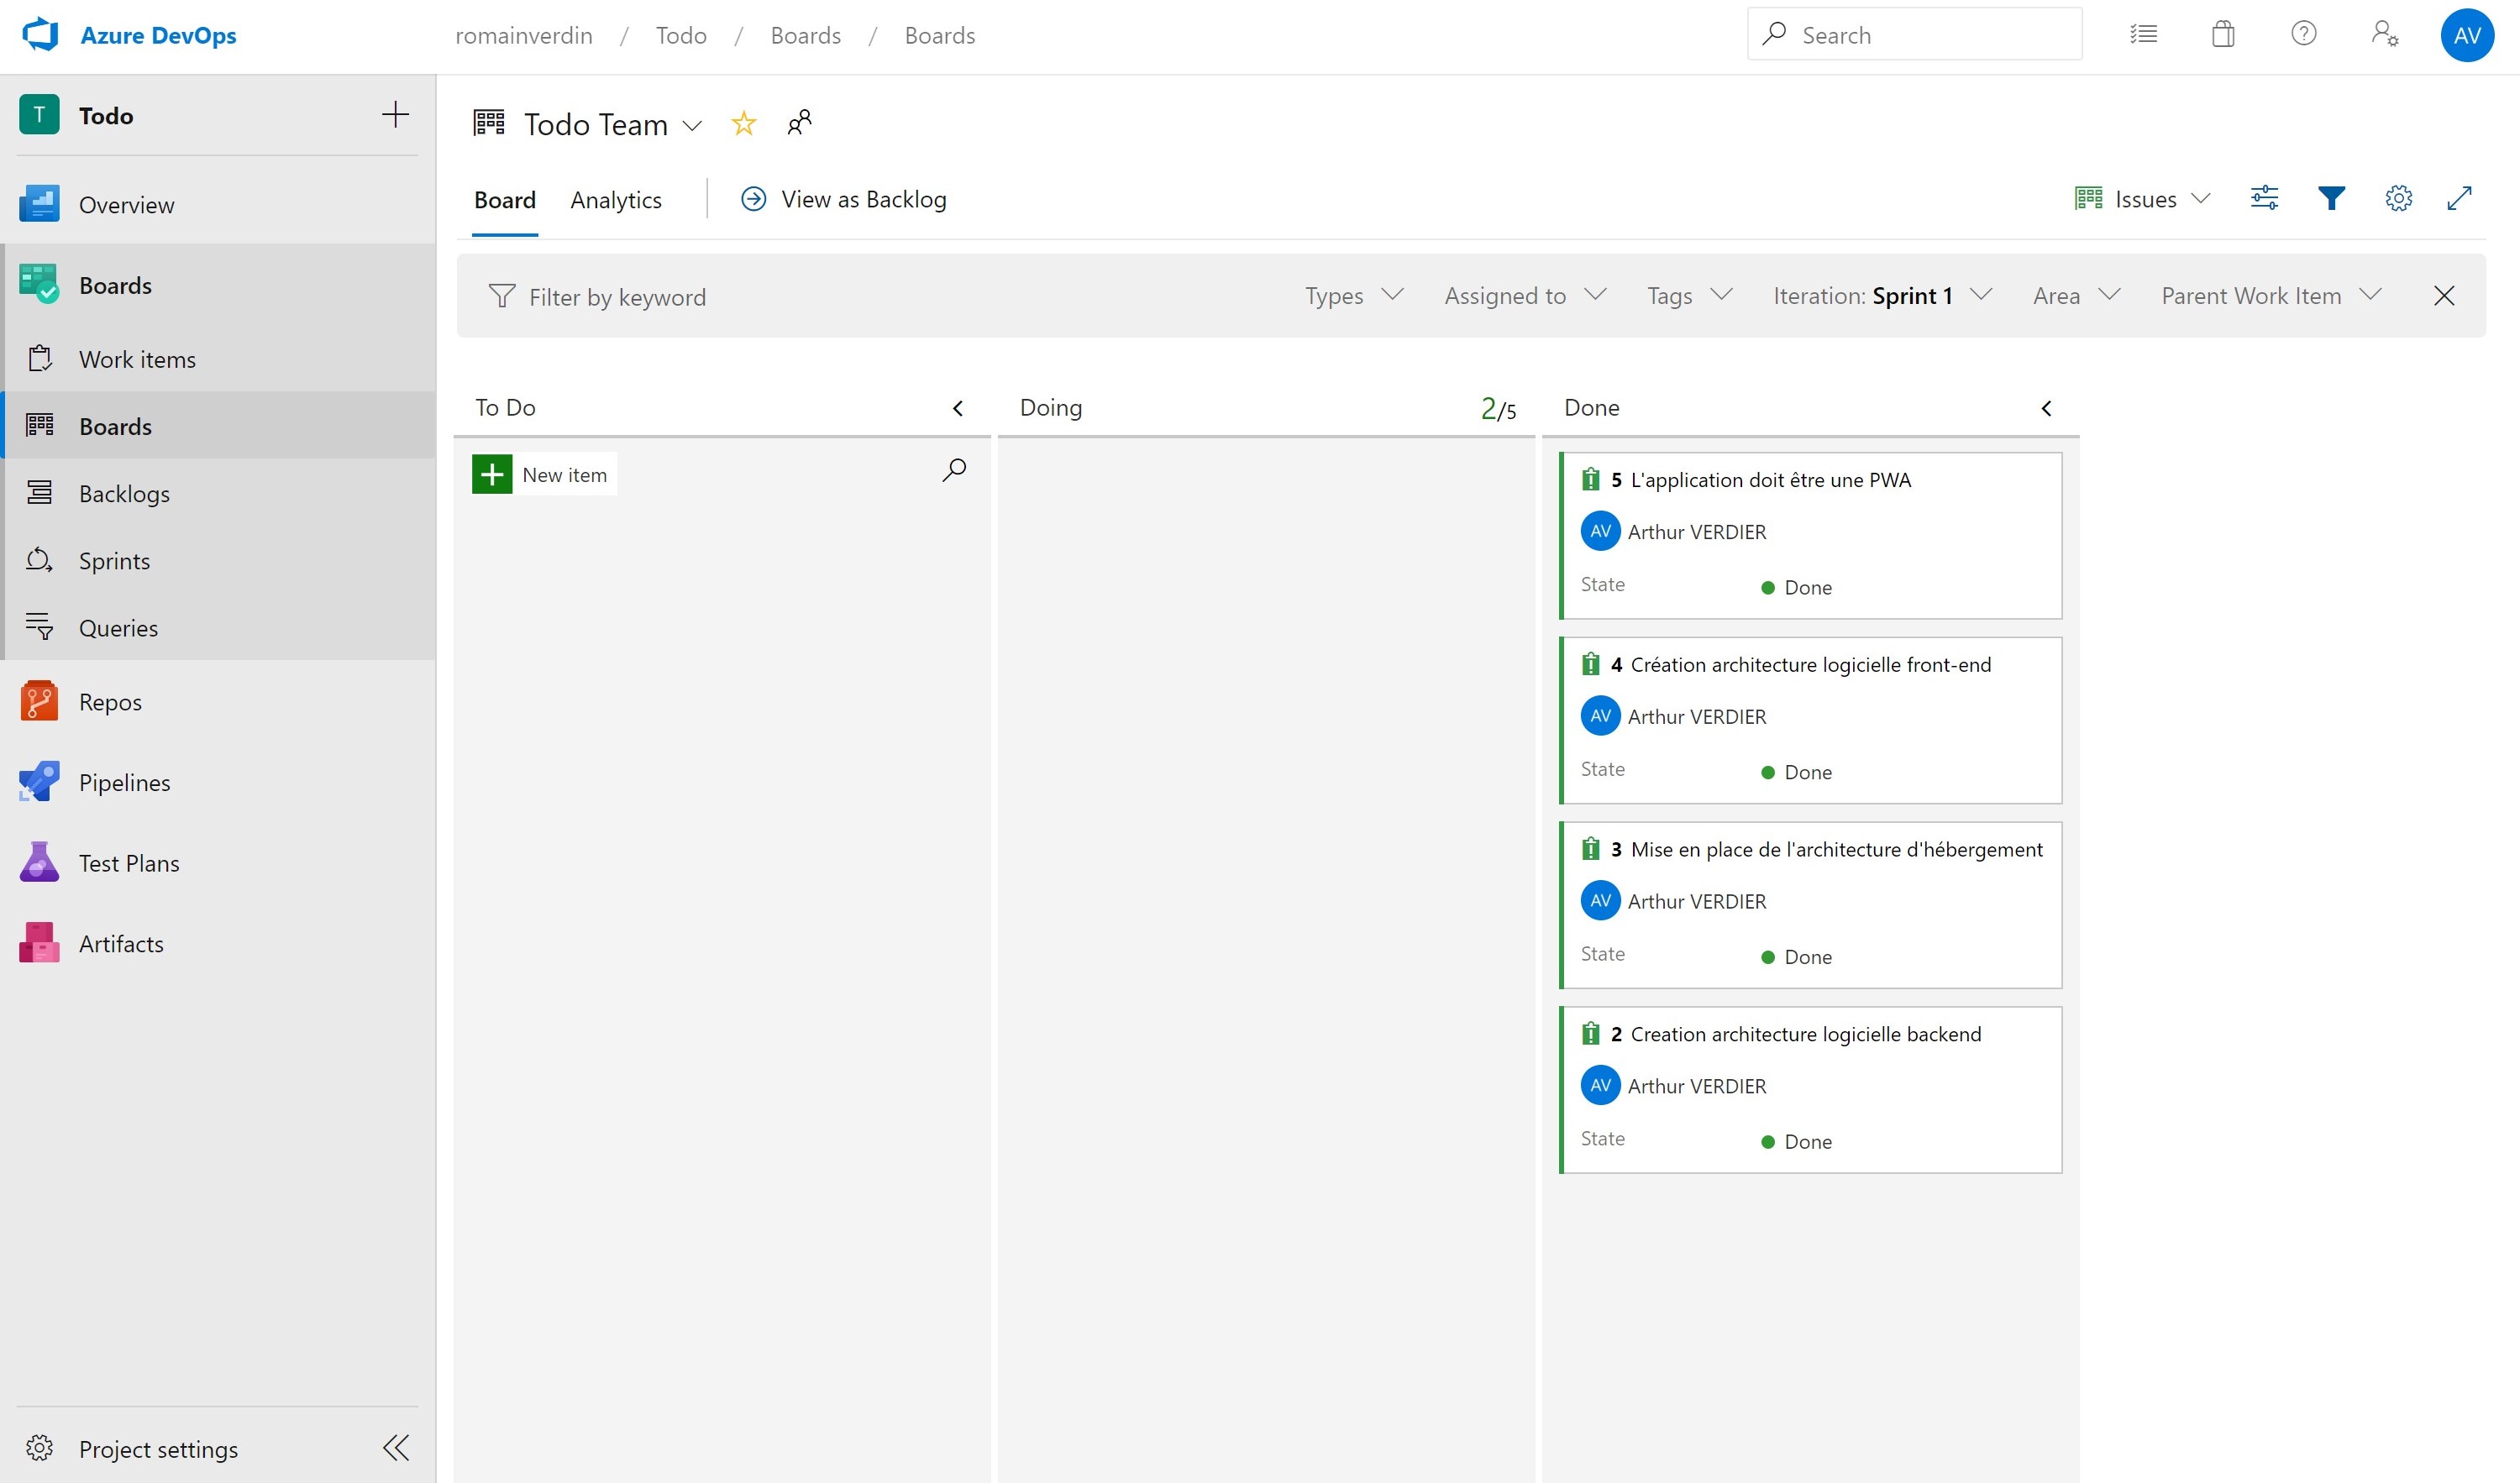 Azure DevOps
romainverdin / Todo / Boards / Boards
Search
AV
T Todo
Overview
Boards
Work items
Boards
Backlogs
Sprints
Queries
Repos
Pipelines
Test Plans
Artifacts
Project settings
Todo Team
Board Analytics View as Backlog
Issues
Filter by keyword Types Assigned to Tags Iteration: Sprint 1 Area Parent Work Item
To Do
New item
Doing 2/5
Done
5 L'application doit être une PWA
AV Arthur VERDIER
State Done
4 Création architecture logicielle front-end
AV Arthur VERDIER
State Done
3 Mise en place de l'architecture d'hébergement
AV Arthur VERDIER
State Done
2 Creation architecture logicielle backend
AV Arthur VERDIER
State Done